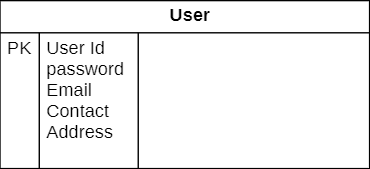 User
PK User Id
password
Email
Contact
Address